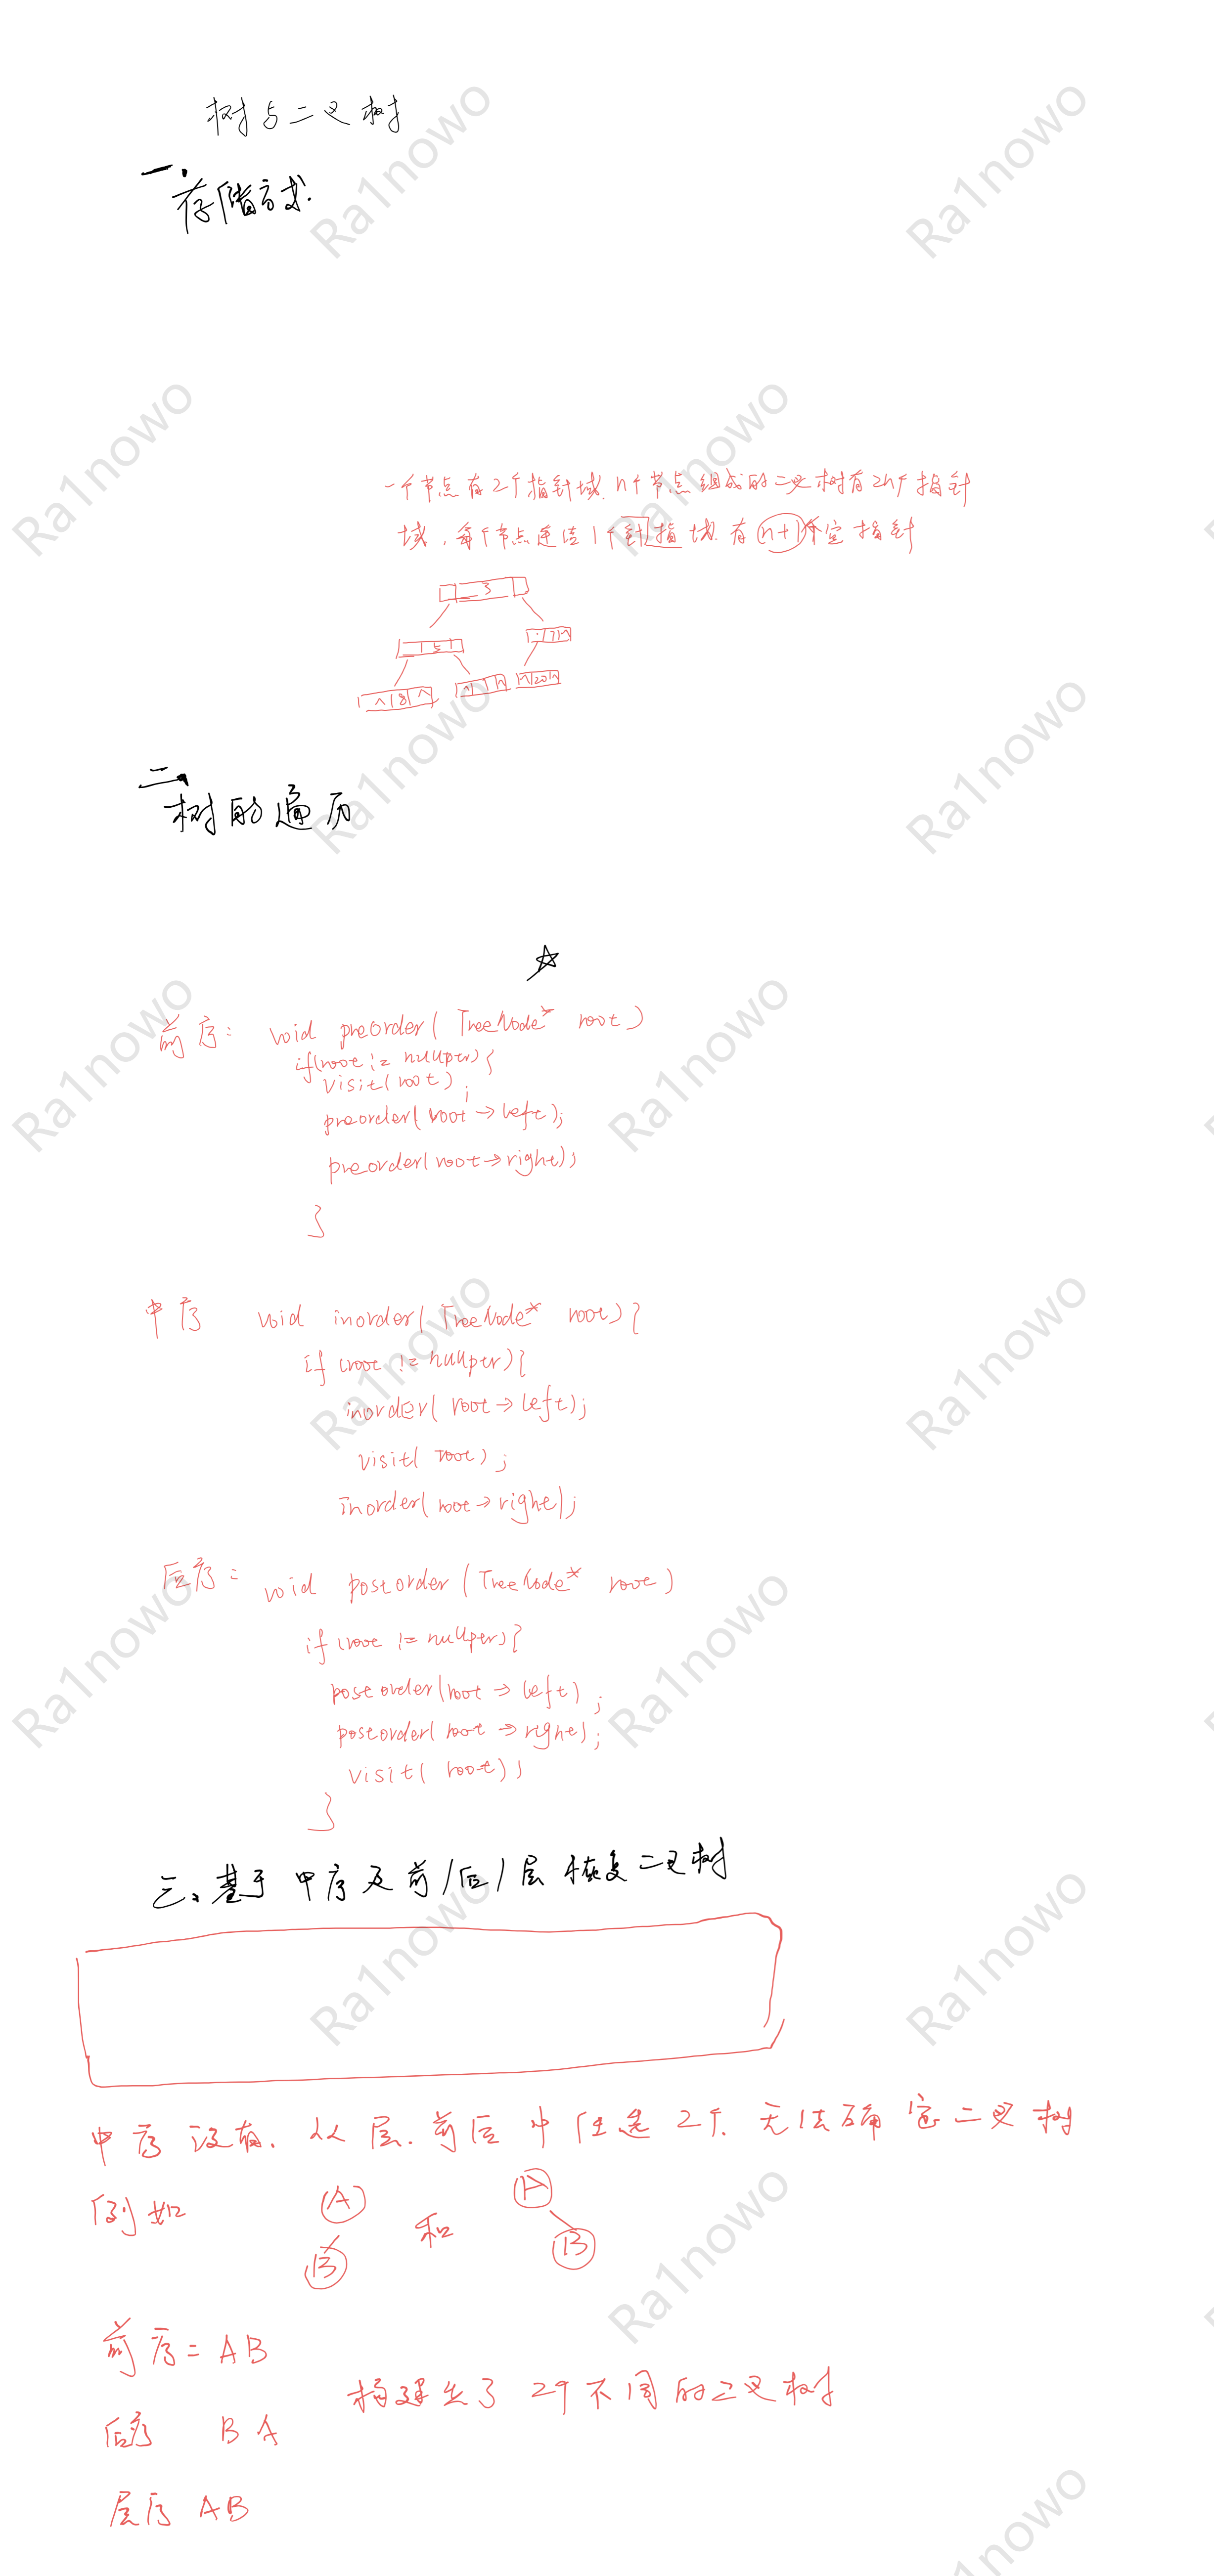 树与二叉树
一.
存储方式.
一个节点有2个指针域.n个节点组成的二叉树有2n个指针
域,每个节点连接1个针指域.有n+1个空指针
3
5 7
^ 8 ^ ^ ^ ^ 20 ^
二.
树的遍历
前序: void preorder( TreeNode* root)
if(root != nullper) {
visit(root) ;
preorder( root → left);
preorder(root→right);
}
中序 void inorder( TreeNode* root){
if (root != nullper){
inorder( root → left);
visit( root) ;
inorder( root → right);
后序: void postorder (TreeNode* root)
if (root != nullper){
postorder(root → left) ;
postorder( root → right);
visit( root);
}
三、基于中序及前/后/层恢复二叉树
中序没有.从层.前后中任选2个.无法确定二叉树
例如 A 和 A
B B
前序: AB
构建出了2个不同的二叉树
后序 B A
层序 AB
Ra1nowo